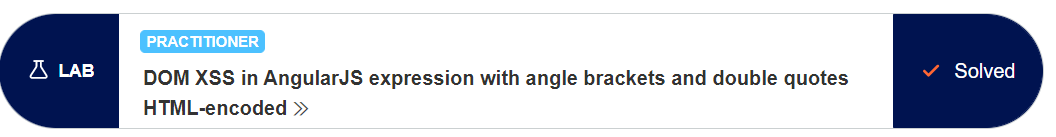 PRACTITIONER
LAB
DOM XSS in AngularJS expression with angle brackets and double quotes
HTML-encoded
Solved